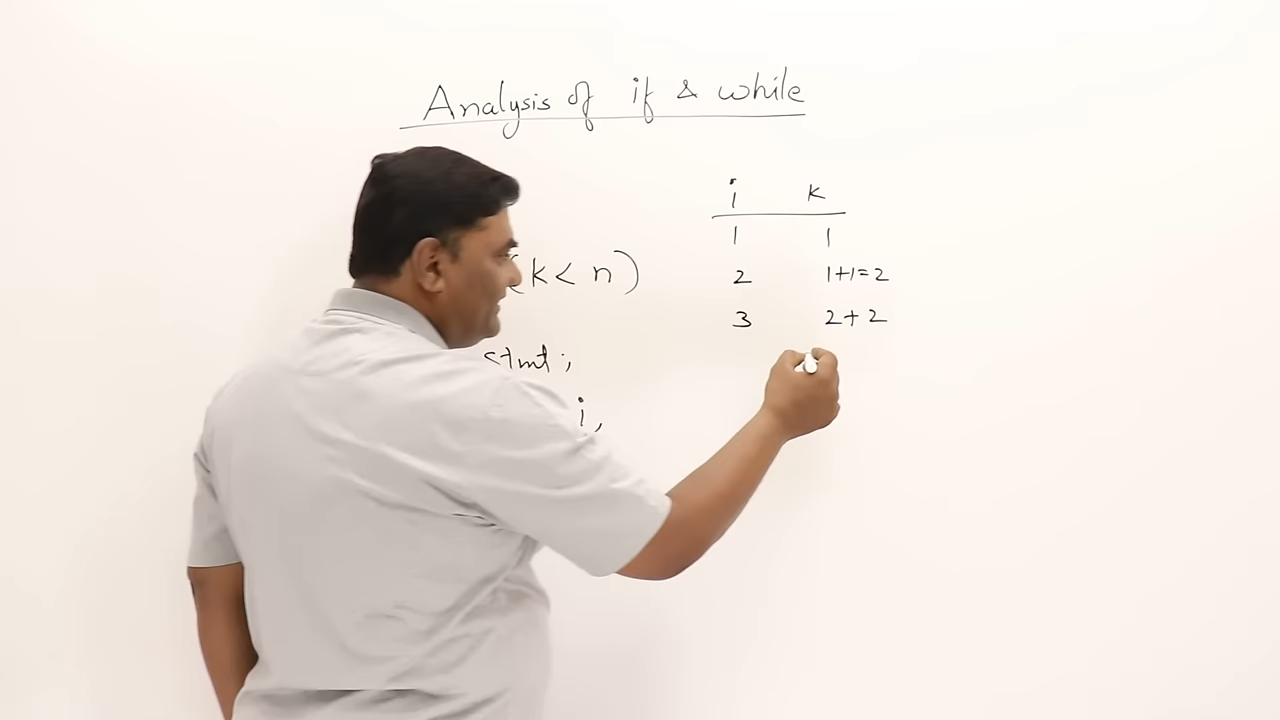 Analysis of if & while
i k
(k < n)
1 1
2 1+1=2
3 2+2
stmt;
i,